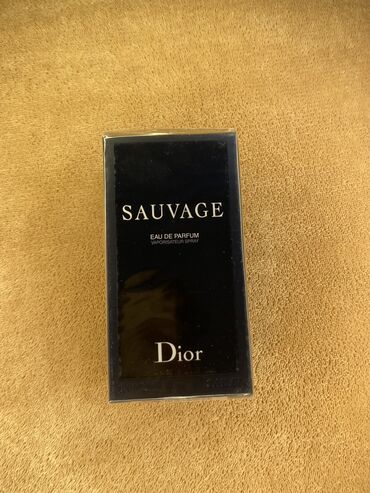 SAUVAGE
EAU DE PARFUM
VAPORISATEUR SPRAY
Dior